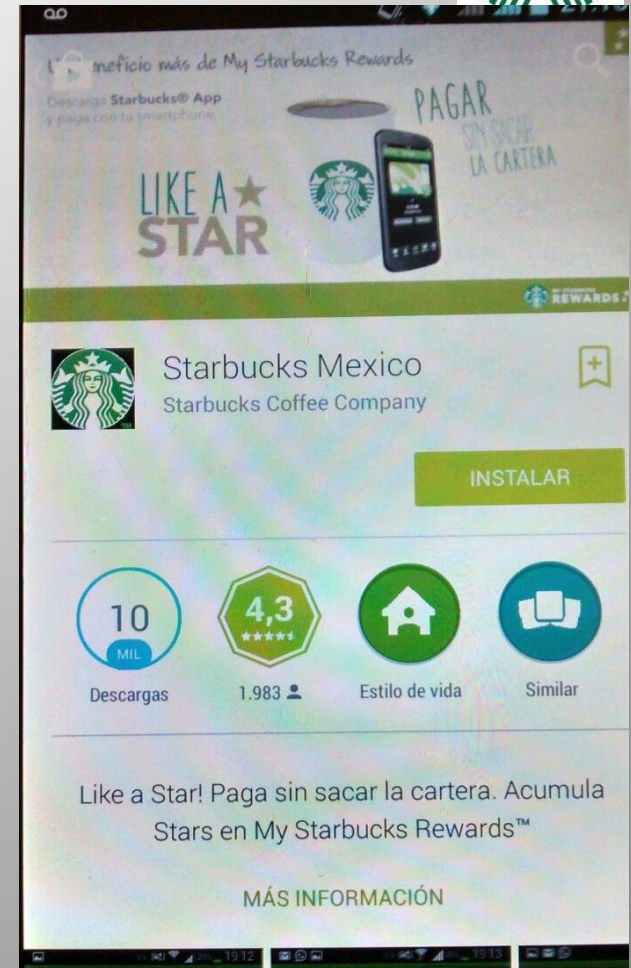 eneficio más de My Starbucks Rewards
Descarga Starbucks® App
y paga con tu smartphone.
PAGAR
SIN SACAR
LA CARTERA
LIKE A
STAR
REWARDS
Starbucks Mexico
Starbucks Coffee Company
INSTALAR
10
MIL
4,3
Descargas
1.983
Estilo de vida
Similar
Like a Star! Paga sin sacar la cartera. Acumula
Stars en My Starbucks Rewards™
MÁS INFORMACIÓN
19:12
19:13